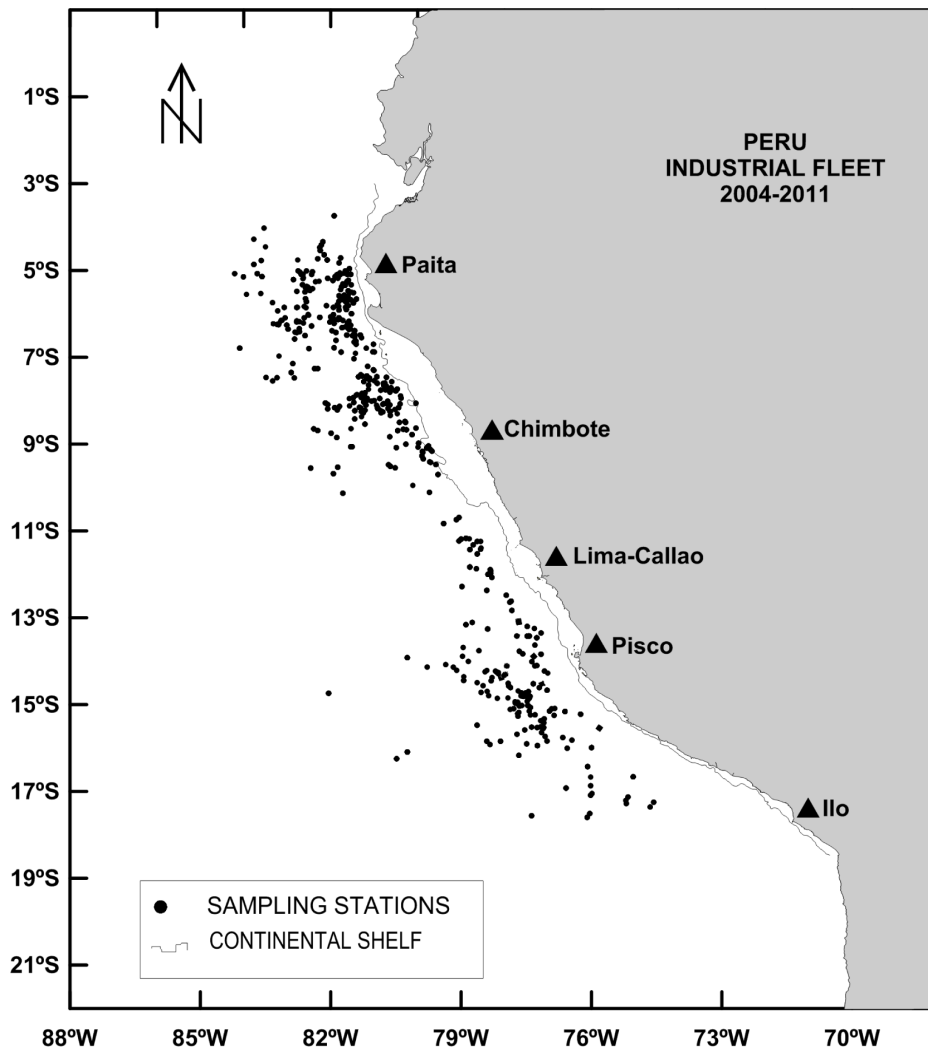 N
PERU
INDUSTRIAL FLEET
2004-2011
1ºS
3ºS
5ºS
7ºS
9ºS
11ºS
13ºS
15ºS
17ºS
19ºS
21ºS
Paita
Chimbote
Lima-Callao
Pisco
Ilo
SAMPLING STATIONS
CONTINENTAL SHELF
88ºW
85ºW
82ºW
79ºW
76ºW
73ºW
70ºW